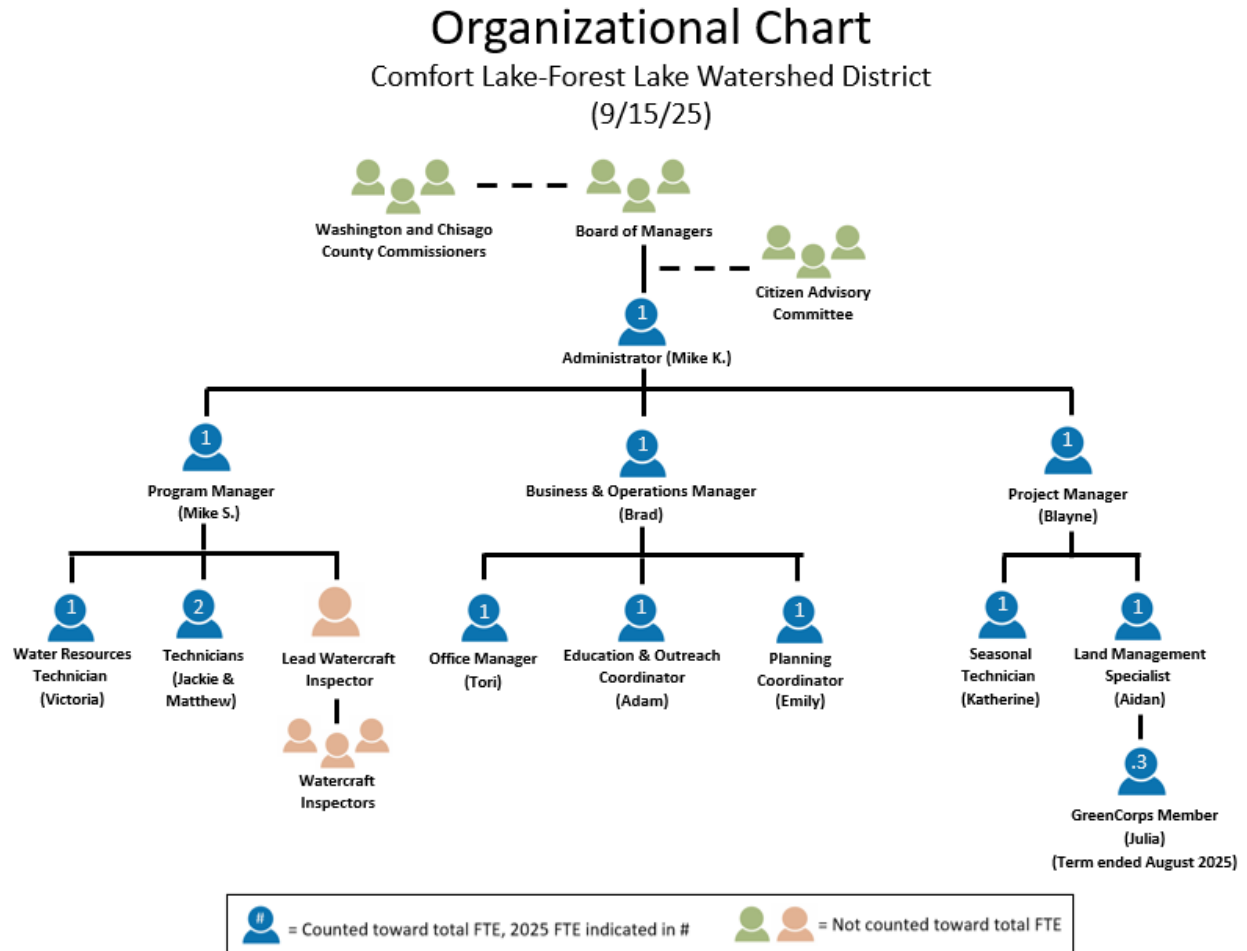 Organizational Chart
Comfort Lake-Forest Lake Watershed District
(9/15/25)
Washington and Chisago
County Commissioners
Board of Managers
Citizen Advisory
Committee
1
Administrator (Mike K.)
1
Program Manager
(Mike S.)
1
Business & Operations Manager
(Brad)
1
Project Manager
(Blayne)
1
Water Resources
Technician
(Victoria)
2
Technicians
(Jackie &
Matthew)
Lead Watercraft
Inspector
Watercraft
Inspectors
1
Office Manager
(Tori)
1
Education & Outreach
Coordinator
(Adam)
1
Planning
Coordinator
(Emily)
1
Seasonal
Technician
(Katherine)
1
Land Management
Specialist
(Aidan)
.3
GreenCorps Member
(Julia)
(Term ended August 2025)
# = Counted toward total FTE, 2025 FTE indicated in #
= Not counted toward total FTE